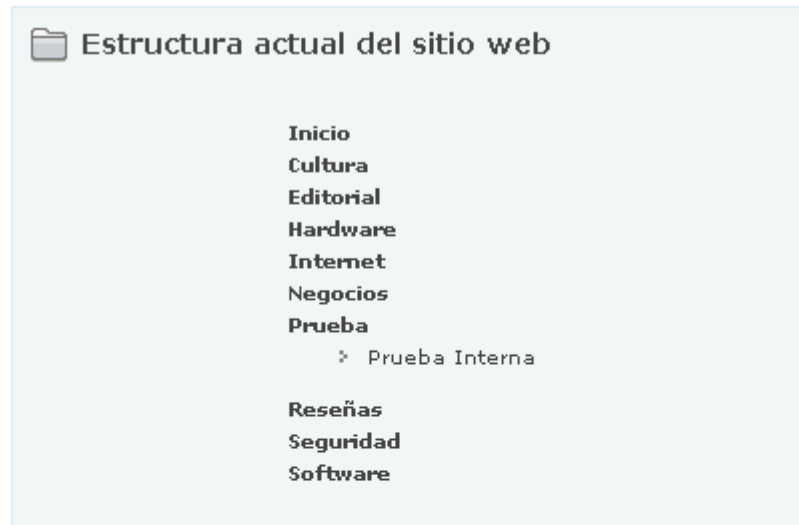 Estructura actual del sitio web
Inicio
Cultura
Editorial
Hardware
Internet
Negocios
Prueba
Prueba Interna
Reseñas
Seguridad
Software